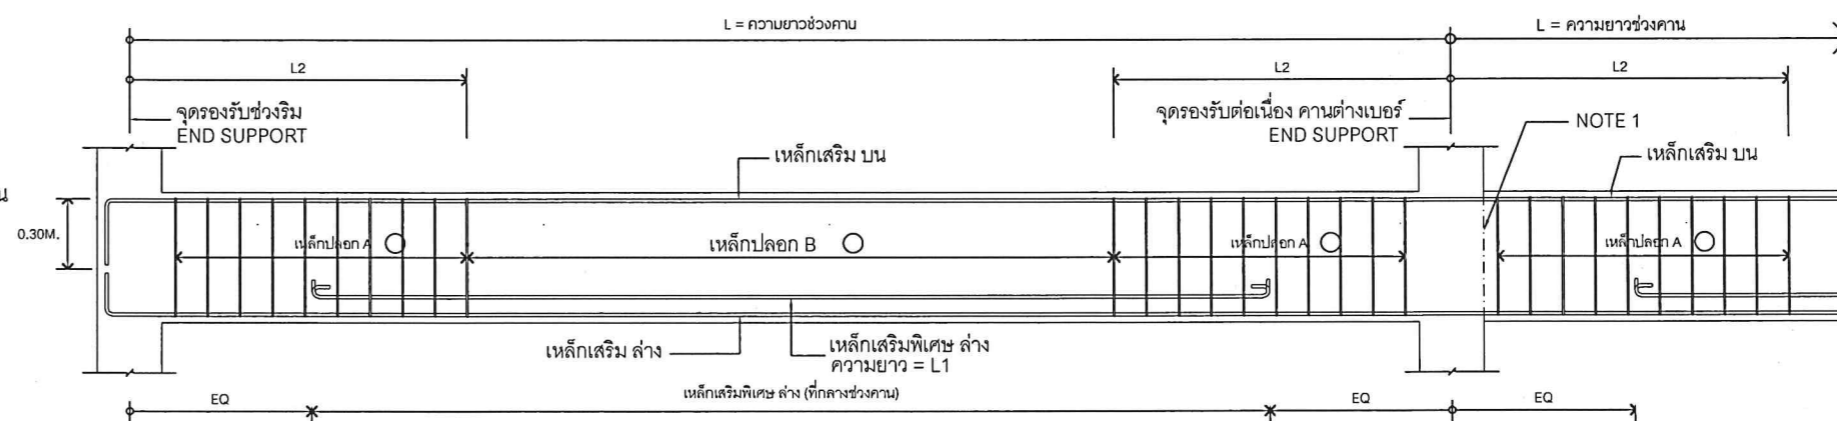 L = ความยาวช่วงคาน
L = ความยาวช่วงคาน
L2
L2
L2
จุดรองรับช่วงริม
END SUPPORT
จุดรองรับต่อเนื่อง คานต่างเบอร์
END SUPPORT
NOTE 1
เหล็กเสริม บน
เหล็กเสริม บน
น
0.30M.
เหล็กปลอก A
เหล็กปลอก B
เหล็กปลอก A
เหล็กปลอก A
เหล็กเสริม ล่าง
เหล็กเสริมพิเศษ ล่าง
ความยาว = L1
EQ
เหล็กเสริมพิเศษ ล่าง (ที่กลางช่วงคาน)
EQ
EQ